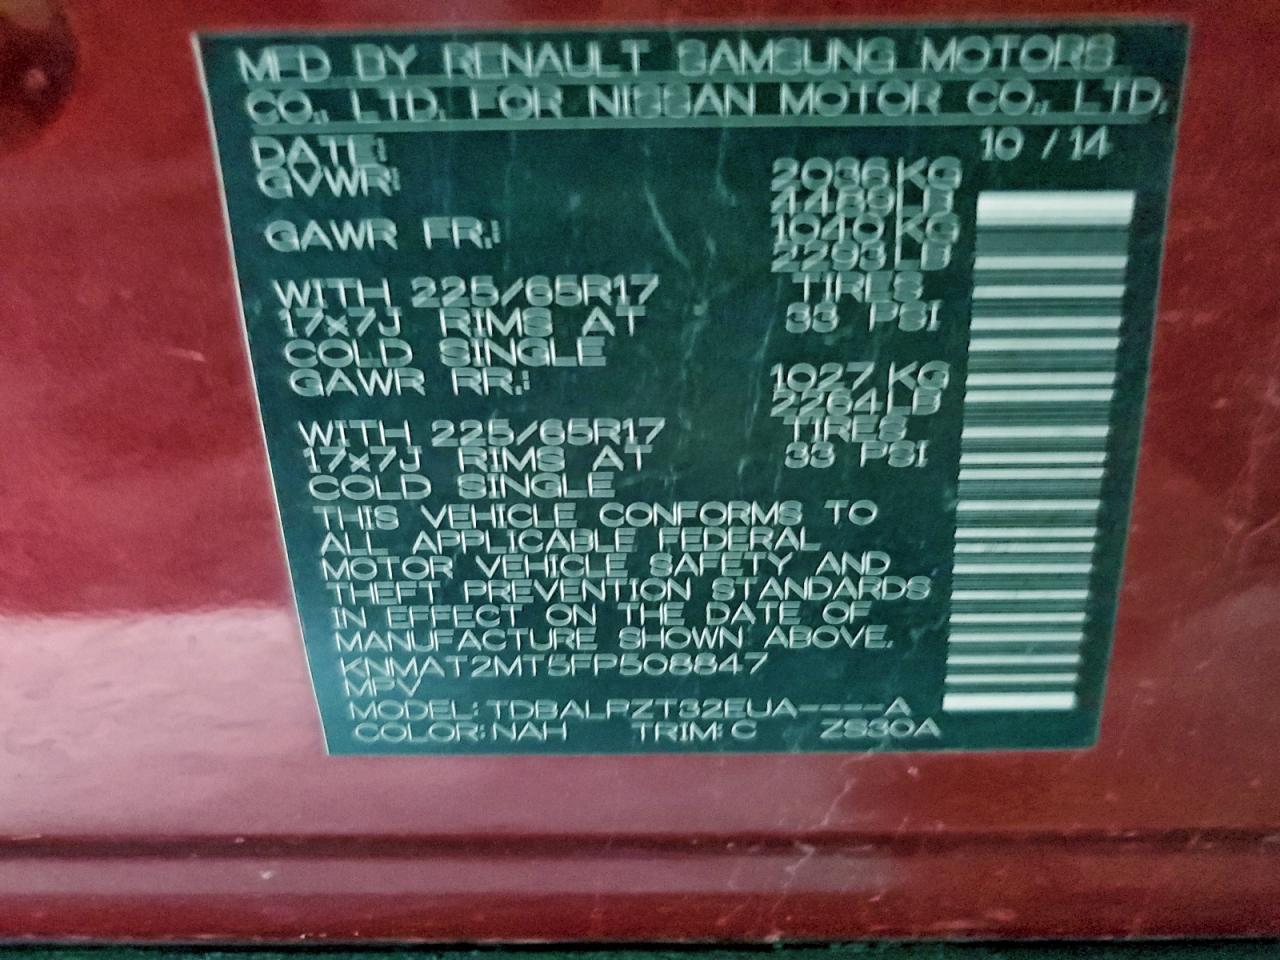 MFD BY RENAULT SAMSUNG MOTORS
CO., LTD. FOR NISSAN MOTOR CO., LTD.
DATE: 10 / 14
GVWR: 2036 KG
4489 LB
GAWR FR.: 1040 KG
2293 LB
WITH 225/65R17 TIRES
17x7J RIMS AT 33 PSI
COLD SINGLE
GAWR RR.: 1027 KG
2264 LB
WITH 225/65R17 TIRES
17x7J RIMS AT 33 PSI
COLD SINGLE
THIS VEHICLE CONFORMS TO
ALL APPLICABLE FEDERAL
MOTOR VEHICLE SAFETY AND
THEFT PREVENTION STANDARDS
IN EFFECT ON THE DATE OF
MANUFACTURE SHOWN ABOVE.
KNMAT2MT5FP508847
MPV
MODEL: TDBALPZT32EUA----A
COLOR: NAH TRIM: C ZS30A